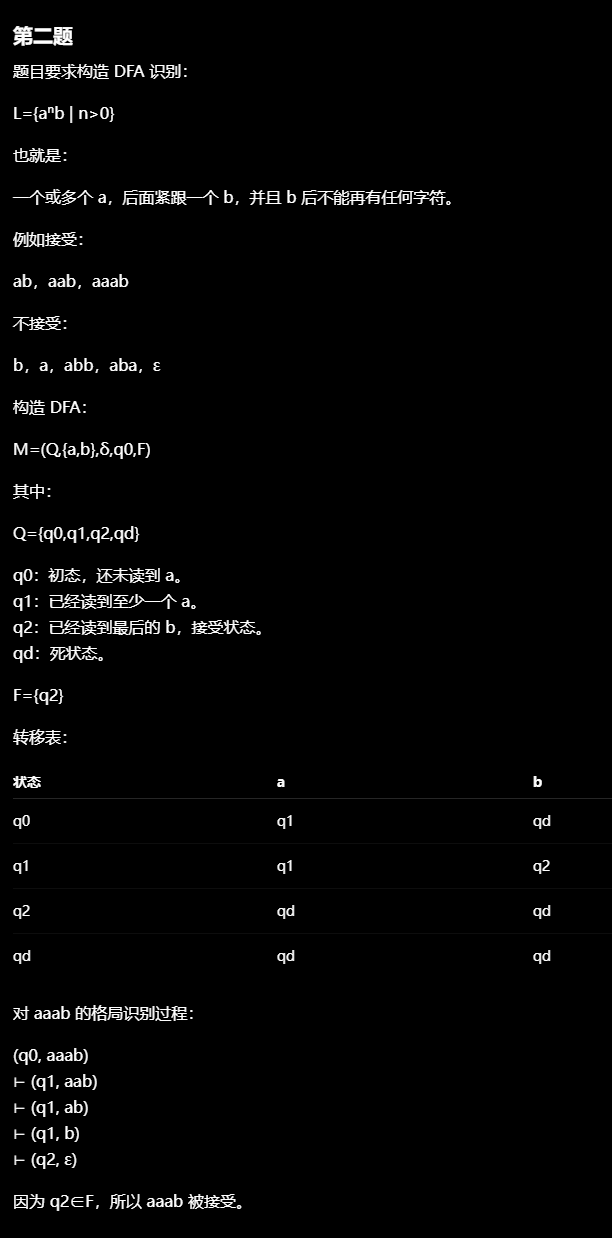 第二题
题目要求构造 DFA 识别：
L={aⁿb | n>0}
也就是：
一个或多个 a，后面紧跟一个 b，并且 b 后不能再有任何字符。
例如接受：
ab，aab，aaab
不接受：
b，a，abb，aba，ε
构造 DFA：
M=(Q,{a,b},δ,q0,F)
其中：
Q={q0,q1,q2,qd}
q0：初态，还未读到 a。
q1：已经读到至少一个 a。
q2：已经读到最后的 b，接受状态。
qd：死状态。
F={q2}
转移表：
状态 a b
q0 q1 qd
q1 q1 q2
q2 qd qd
qd qd qd
对 aaab 的格局识别过程：
(q0, aaab)
⊢ (q1, aab)
⊢ (q1, ab)
⊢ (q1, b)
⊢ (q2, ε)
因为 q2∈F，所以 aaab 被接受。